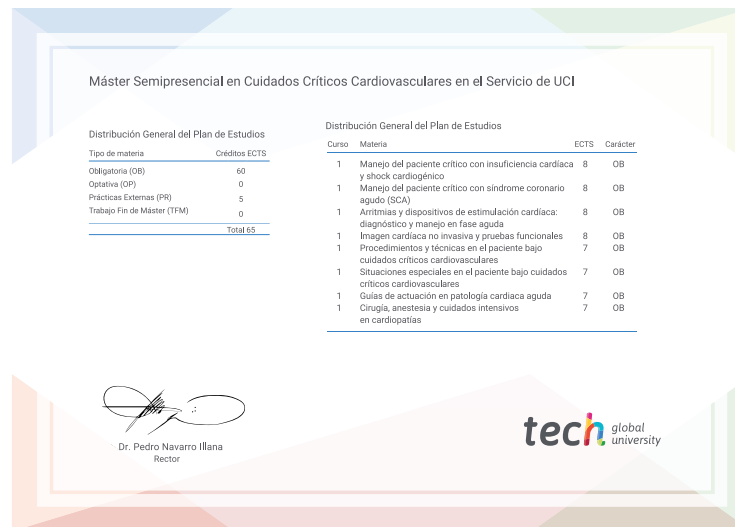 Máster Semipresencial en Cuidados Críticos Cardiovasculares en el Servicio de UCI
Distribución General del Plan de Estudios
Tipo de materia Créditos ECTS
Obligatoria (OB) 60
Optativa (OP) 0
Prácticas Externas (PR) 5
Trabajo Fin de Máster (TFM) 0
Total 65
Distribución General del Plan de Estudios
Curso Materia ECTS Carácter
1 Manejo del paciente crítico con insuficiencia cardíaca 8 OB
y shock cardiogénico
1 Manejo del paciente crítico con síndrome coronario 8 OB
agudo (SCA)
1 Arritmias y dispositivos de estimulación cardíaca: 8 OB
diagnóstico y manejo en fase aguda
1 Imagen cardíaca no invasiva y pruebas funcionales 8 OB
1 Procedimientos y técnicas en el paciente bajo 7 OB
cuidados críticos cardiovasculares
1 Situaciones especiales en el paciente bajo cuidados 7 OB
críticos cardiovasculares
1 Guías de actuación en patología cardiaca aguda 7 OB
1 Cirugía, anestesia y cuidados intensivos 7 OB
en cardiopatías
Dr. Pedro Navarro Illana
Rector
tech global
university